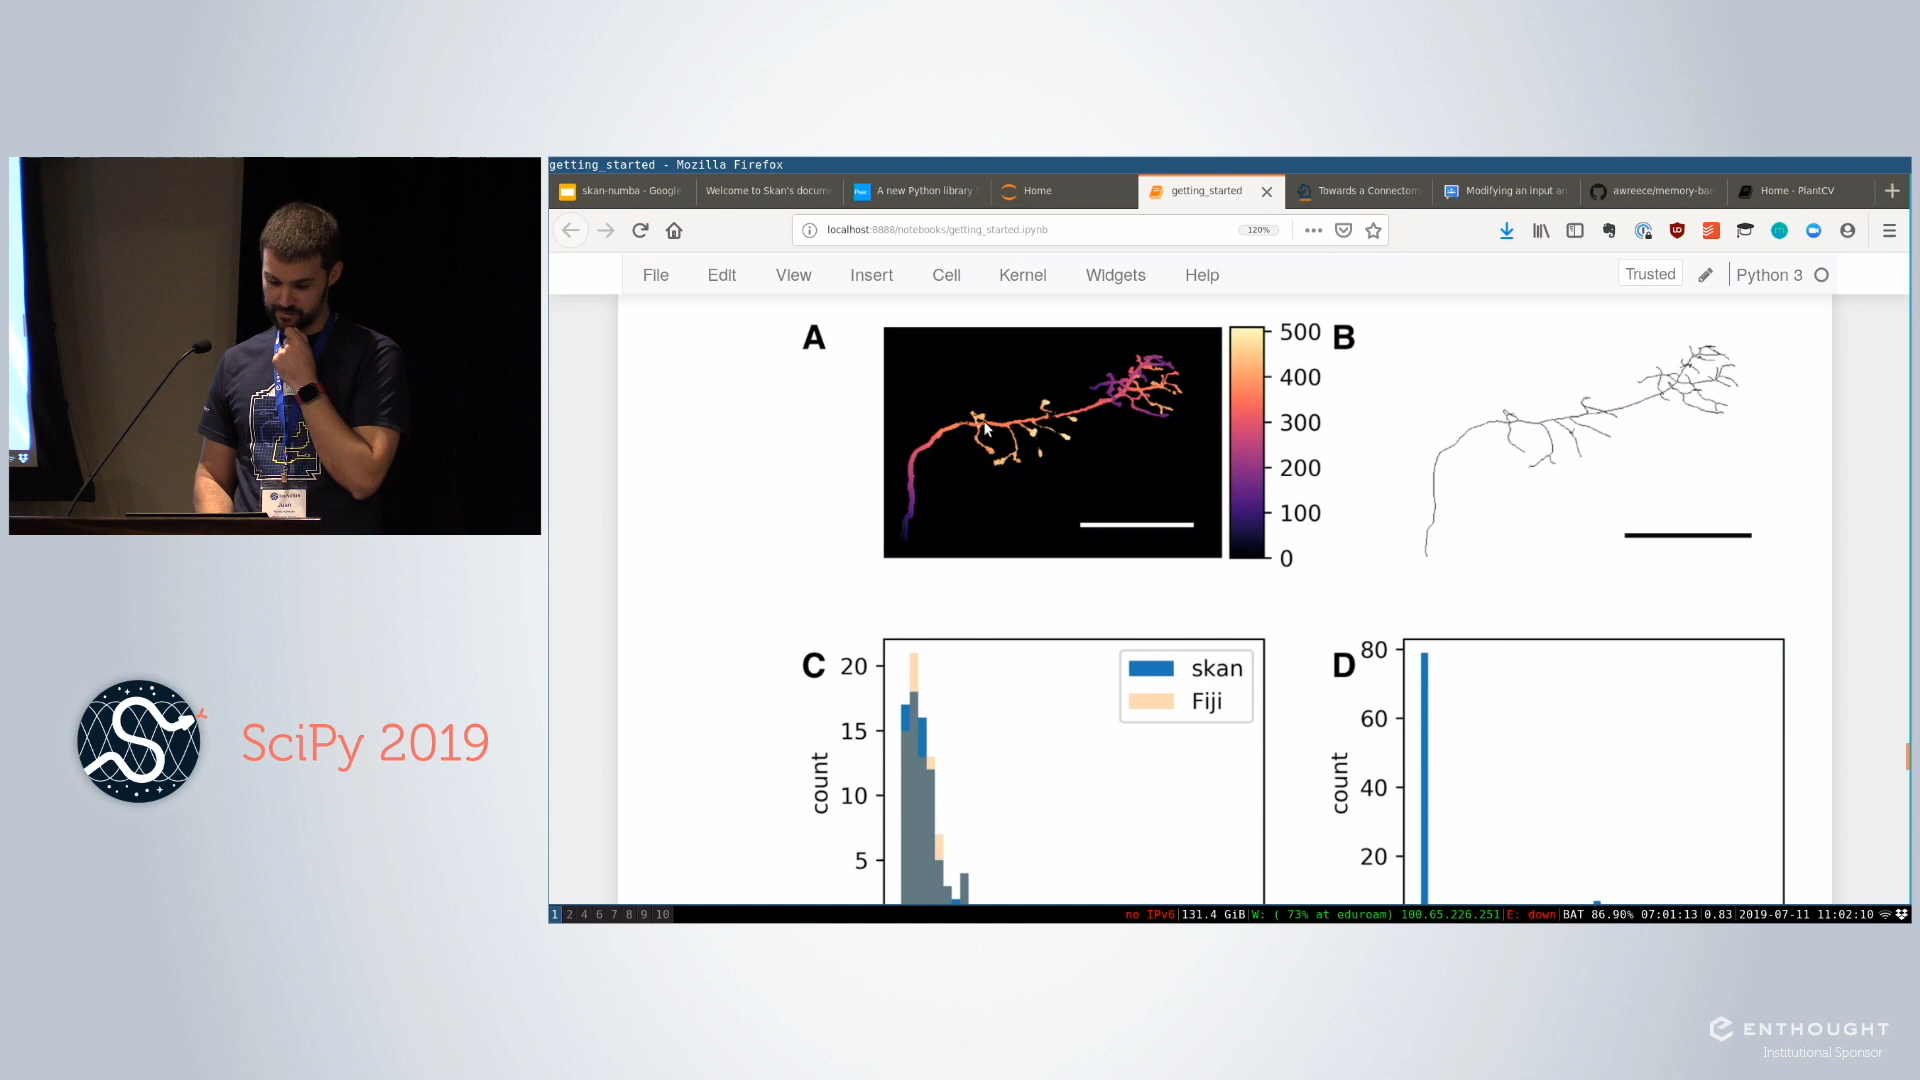 getting_started - Mozilla Firefox
skan-numba - Google
Welcome to Skan's docum
Peer
A new Python library
Home
getting_started
Towards a Connectom
Modifying an input ar
awreece/memory-ban
Home - PlantCV
localhost:8888/notebooks/getting_started.ipynb
120%
File Edit View Insert Cell Kernel Widgets Help
Trusted
Python 3
A
500
400
300
200
100
0
B
C
20
15
10
5
count
skan
Fiji
D
80
60
40
20
count
1 2 4 6 7 8 9 10
no IPv6|131.4 GiB|W: ( 73% at eduroam) 100.65.226.251|E: down|BAT 86.90% 07:01:13|0.83|2019-07-11 11:02:10
Juan
SciPy 2019
ENTHOUGHT
Institutional Sponsor